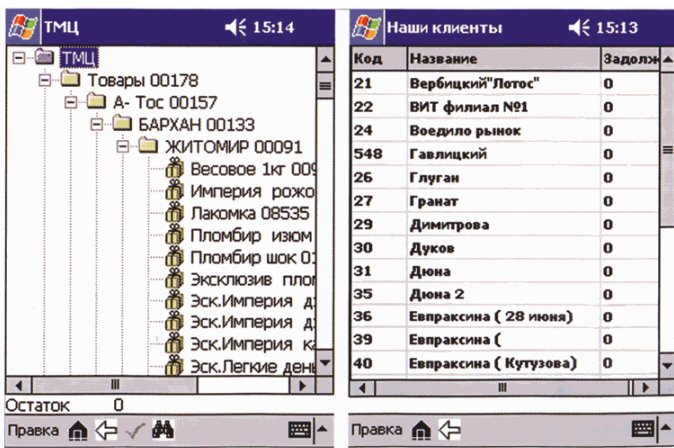 ТМЦ 15:14
ТМЦ
Товары 00178
А- Тос 00157
БАРХАН 00133
ЖИТОМИР 00091
Весовое 1кг 009
Империя рожо
Лакомка 08535
Пломбир изюм
Пломбир шок 01
Эксклюзив плом
Эск.Империя д
Эск.Империя д
Эск.Империя ка
Эск.Легкие день
Остаток 0
Правка
Наши клиенты 15:13
Код Название Задолж
21 Вербицкий"Лотос" 0
22 ВИТ филиал №1 0
24 Воедило рынок 0
548 Гавлицкий 0
26 Глуган 0
27 Гранат 0
29 Димитрова 0
30 Дуков 0
31 Дюна 0
35 Дюна 2 0
36 Евпраксина ( 28 июня) 0
39 Евпраксина ( 0
40 Евпраксина ( Кутузова) 0
Правка